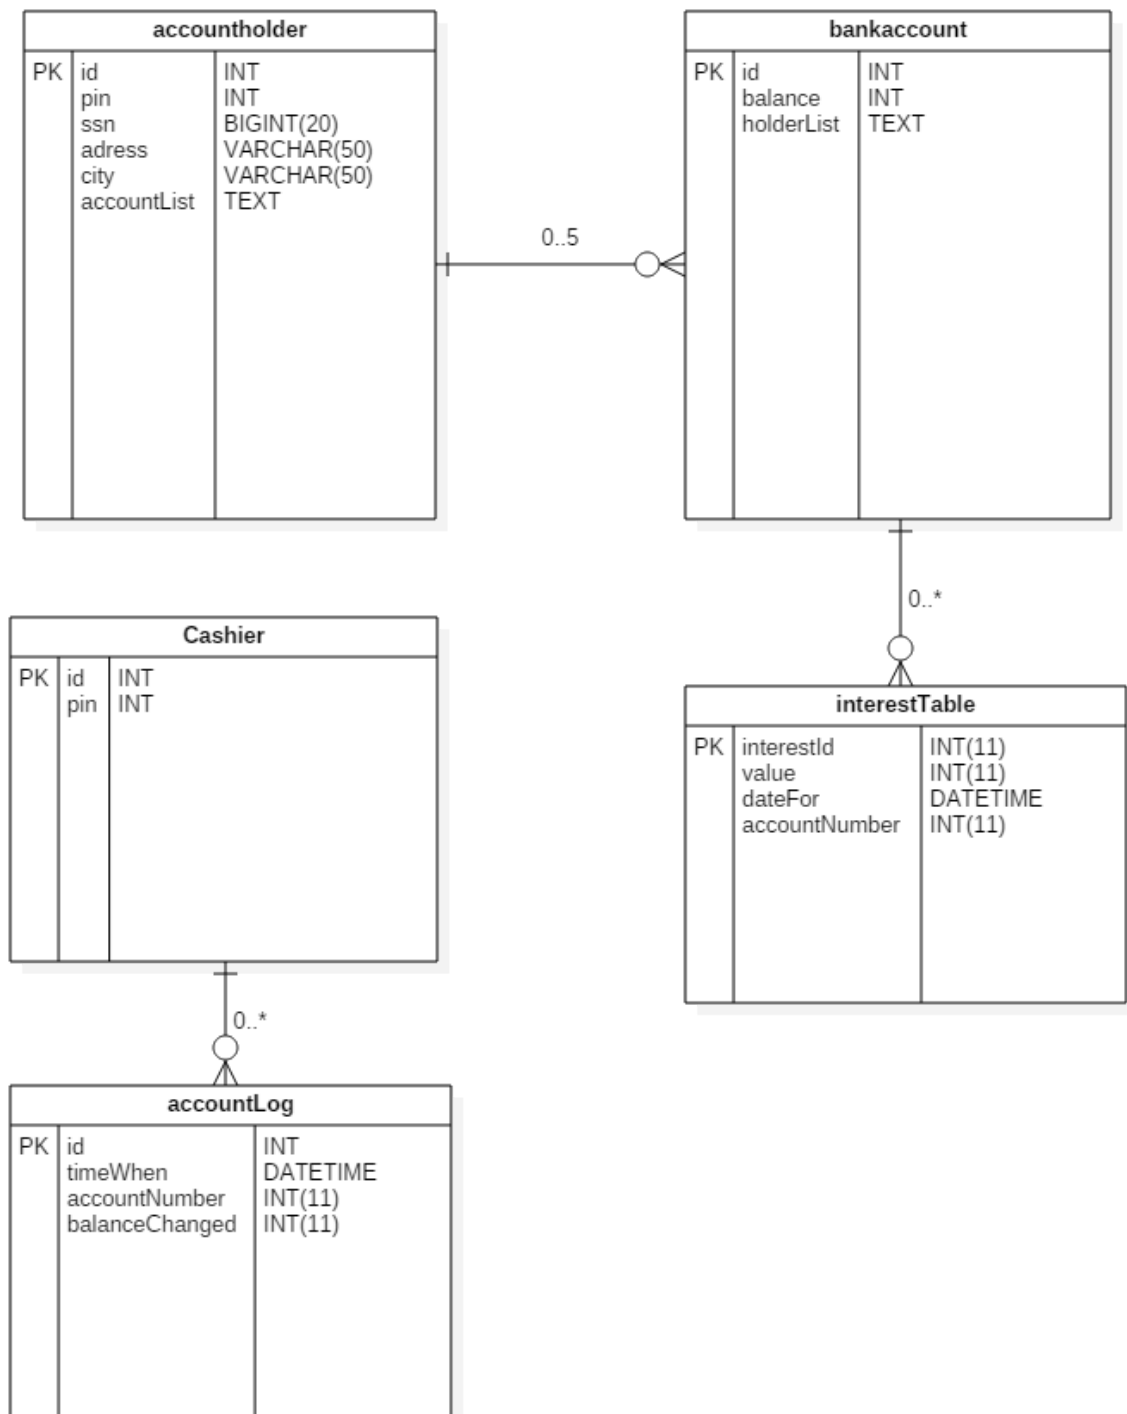 accountholder
PK id INT
pin INT
ssn BIGINT(20)
adress VARCHAR(50)
city VARCHAR(50)
accountList TEXT
0..5
bankaccount
PK id INT
balance INT
holderList TEXT
0..*
Cashier
PK id INT
pin INT
0..*
interestTable
PK interestId INT(11)
value INT(11)
dateFor DATETIME
accountNumber INT(11)
accountLog
PK id INT
timeWhen DATETIME
accountNumber INT(11)
balanceChanged INT(11)